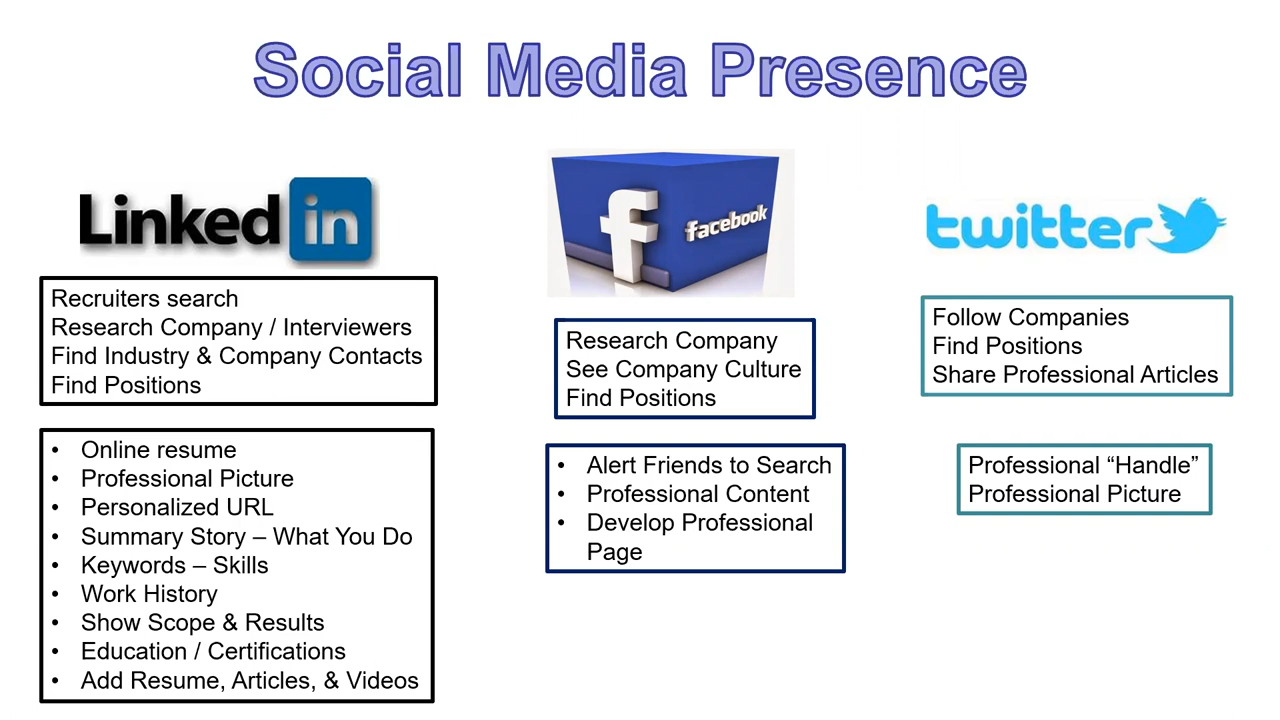 Social Media Presence
Linked in
Recruiters search
Research Company / Interviewers
Find Industry & Company Contacts
Find Positions
• Online resume
• Professional Picture
• Personalized URL
• Summary Story – What You Do
• Keywords – Skills
• Work History
• Show Scope & Results
• Education / Certifications
• Add Resume, Articles, & Videos
f facebook
Research Company
See Company Culture
Find Positions
• Alert Friends to Search
• Professional Content
• Develop Professional
Page
twitter
Follow Companies
Find Positions
Share Professional Articles
Professional “Handle”
Professional Picture